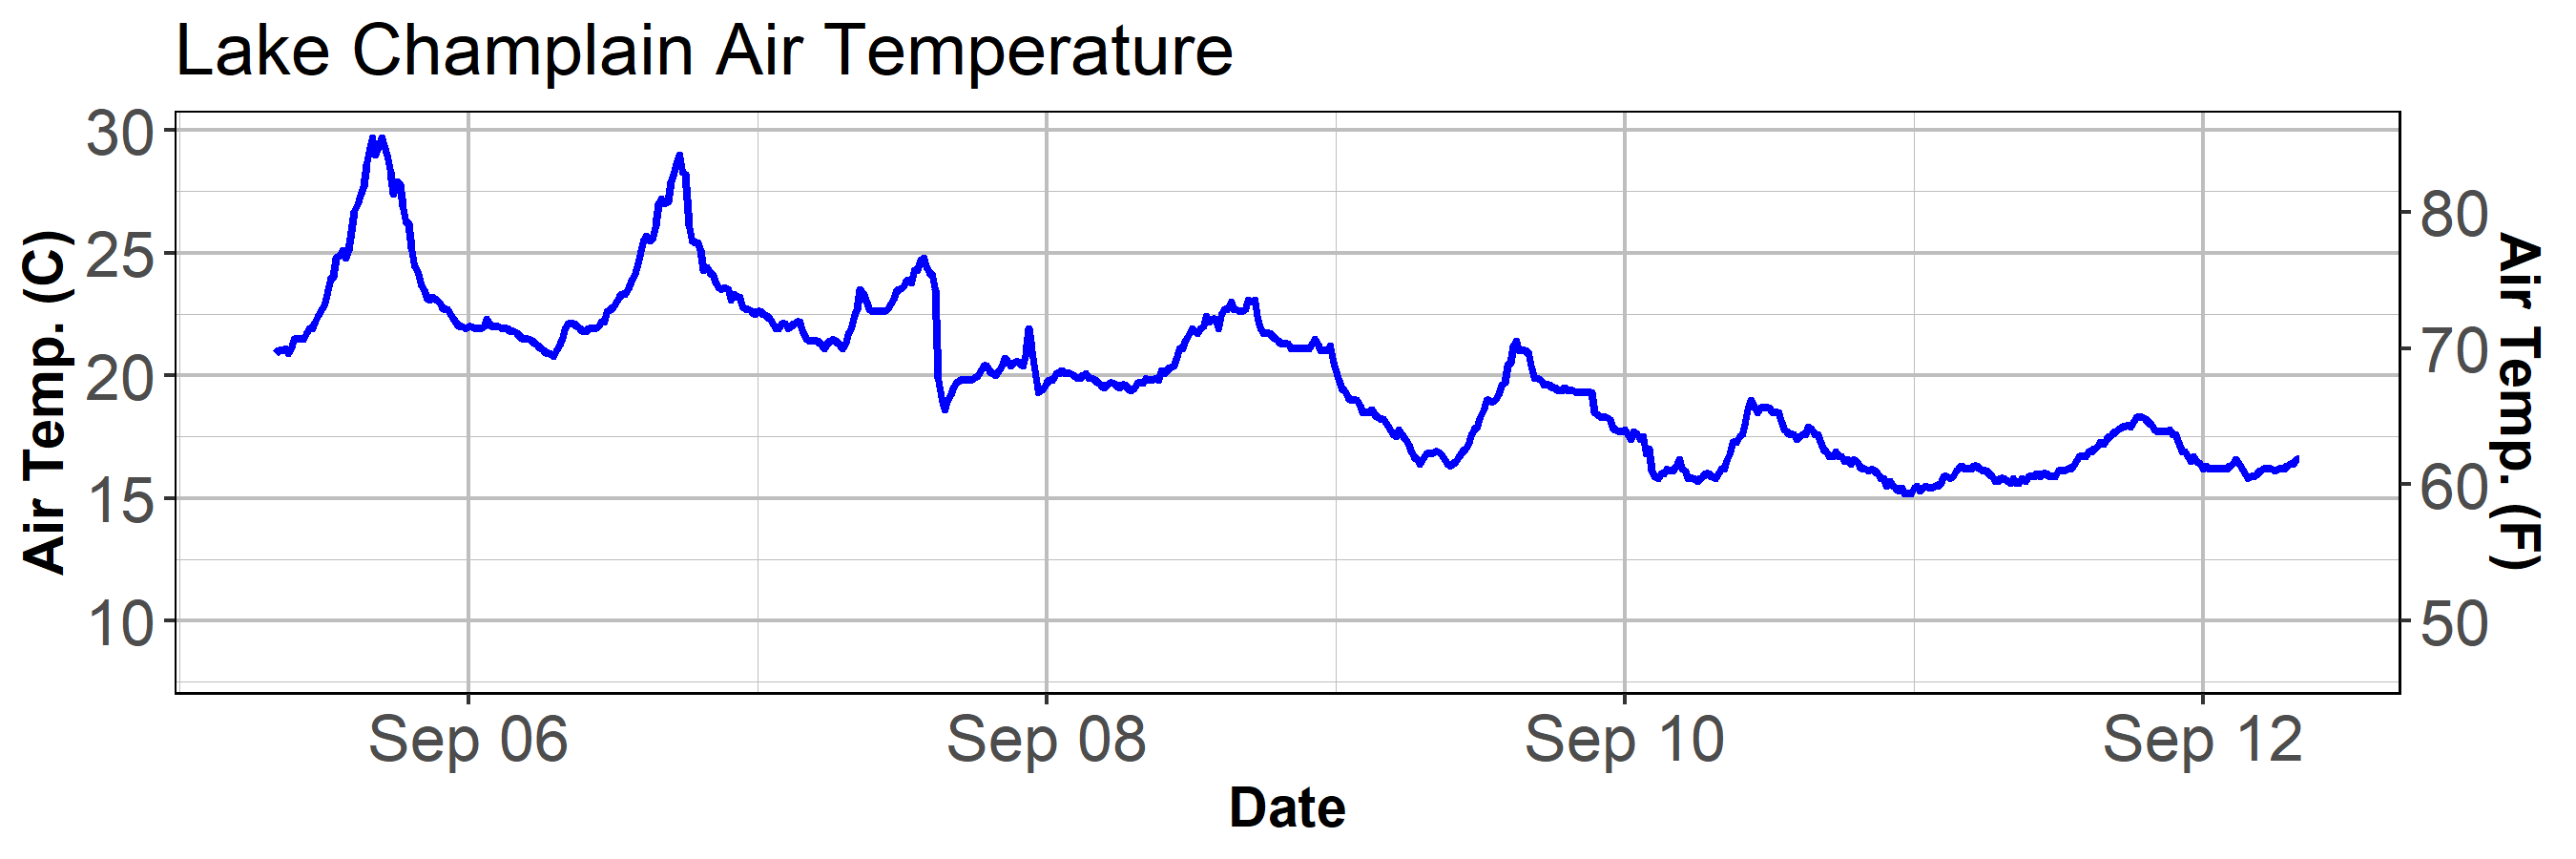 Lake Champlain Air Temperature
Air Temp. (C)
30
25
20
15
10
80
70
60
50
Air Temp. (F)
Sep 06 Sep 08 Sep 10 Sep 12
Date